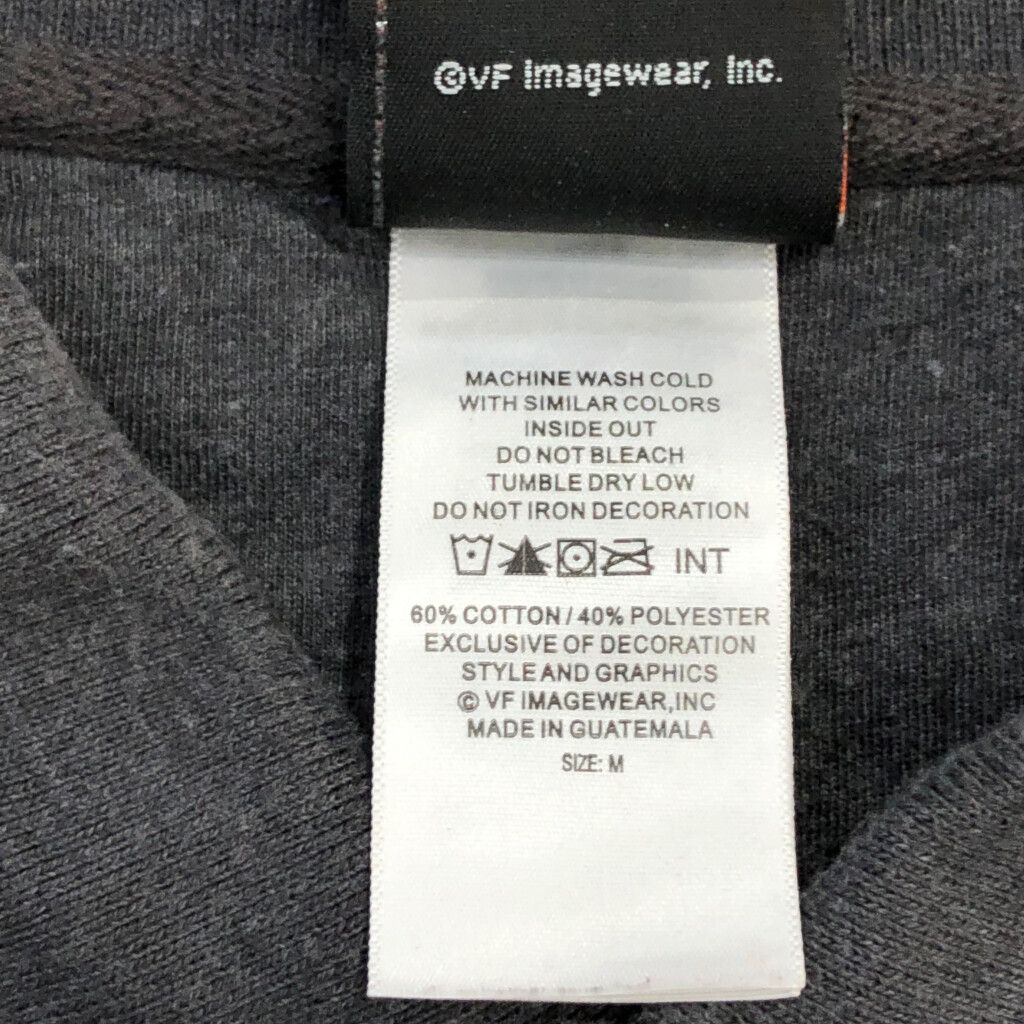 ©VF Imagewear, Inc.
MACHINE WASH COLD
WITH SIMILAR COLORS
INSIDE OUT
DO NOT BLEACH
TUMBLE DRY LOW
DO NOT IRON DECORATION
INT
60% COTTON / 40% POLYESTER
EXCLUSIVE OF DECORATION
STYLE AND GRAPHICS
© VF IMAGEWEAR,INC
MADE IN GUATEMALA
SIZE: M